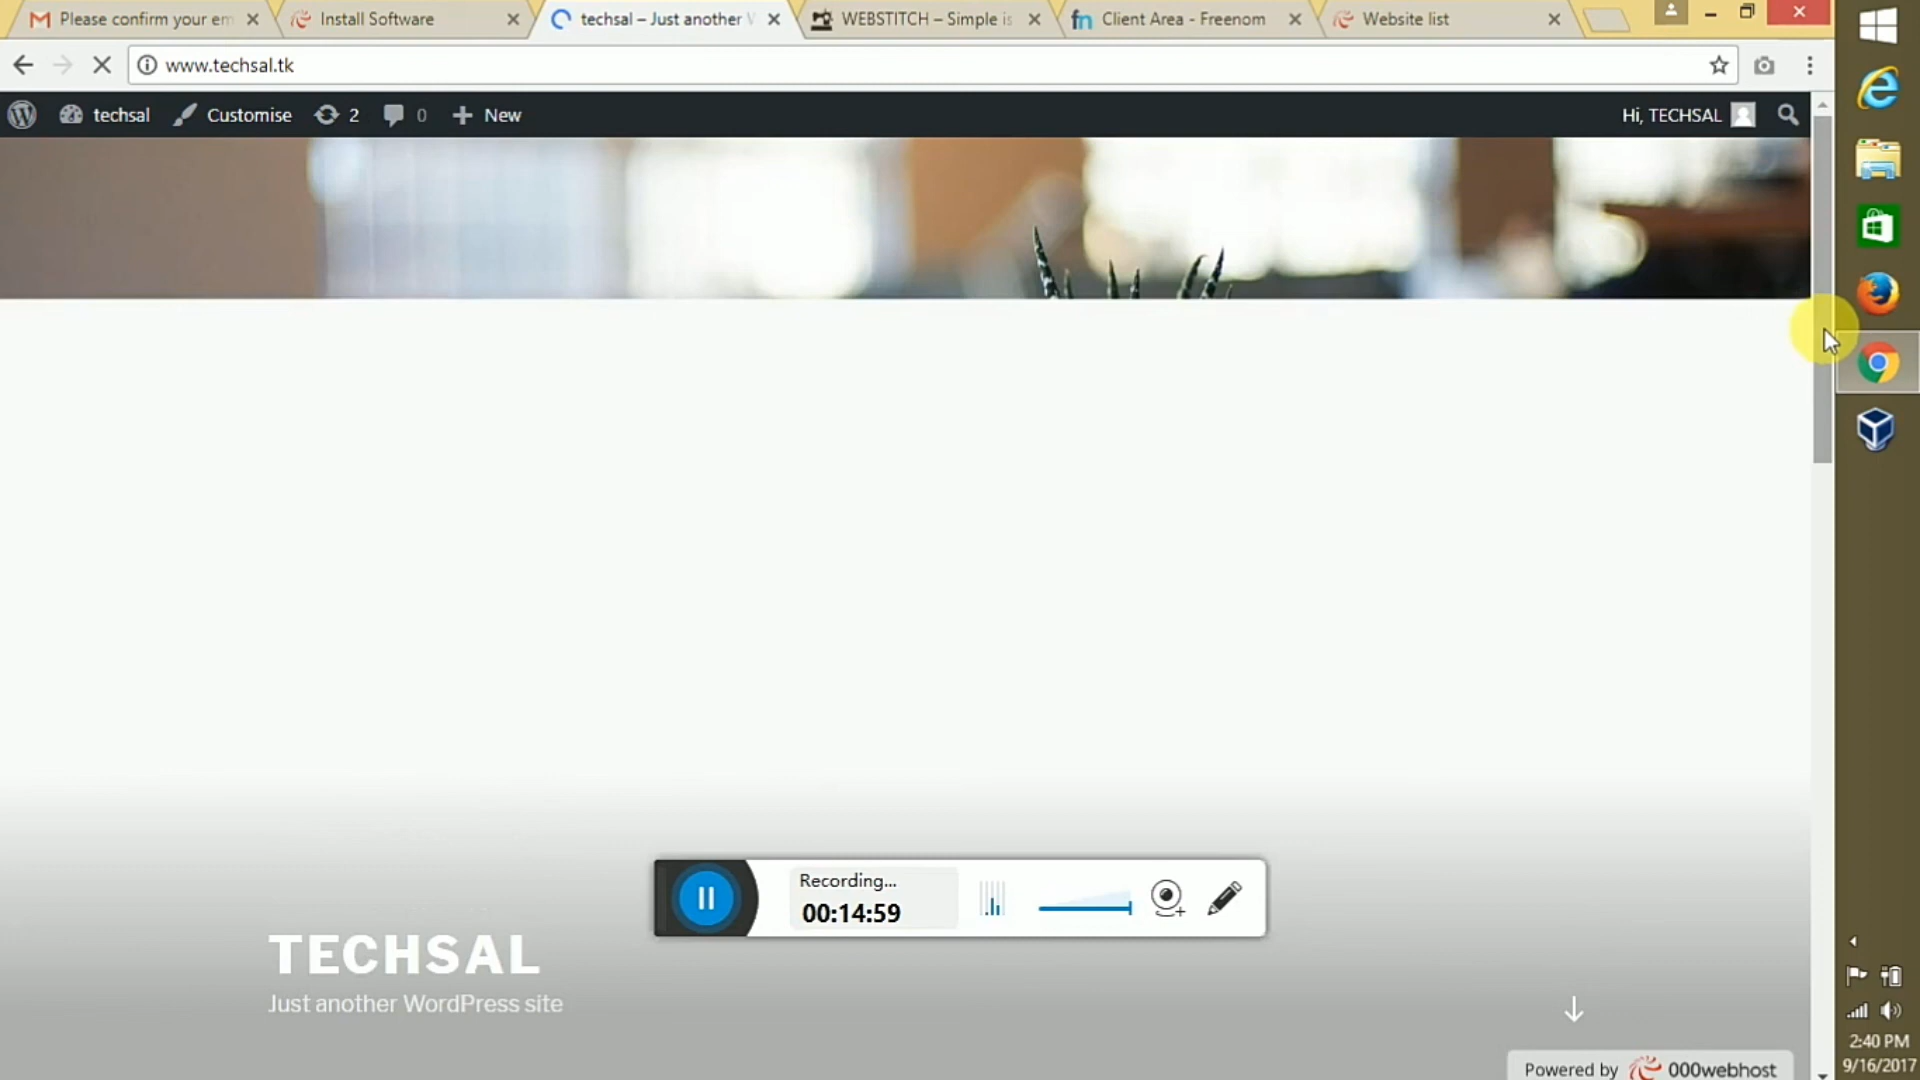 Please confirm your em
Install Software
techsal – Just another W
WEBSTITCH – Simple is
fn Client Area - Freenom
Website list
www.techsal.tk
techsal
Customise
2
0
New
Hi, TECHSAL
Recording...
00:14:59
TECHSAL
Just another WordPress site
Powered by 000webhost
2:40 PM
9/16/2017